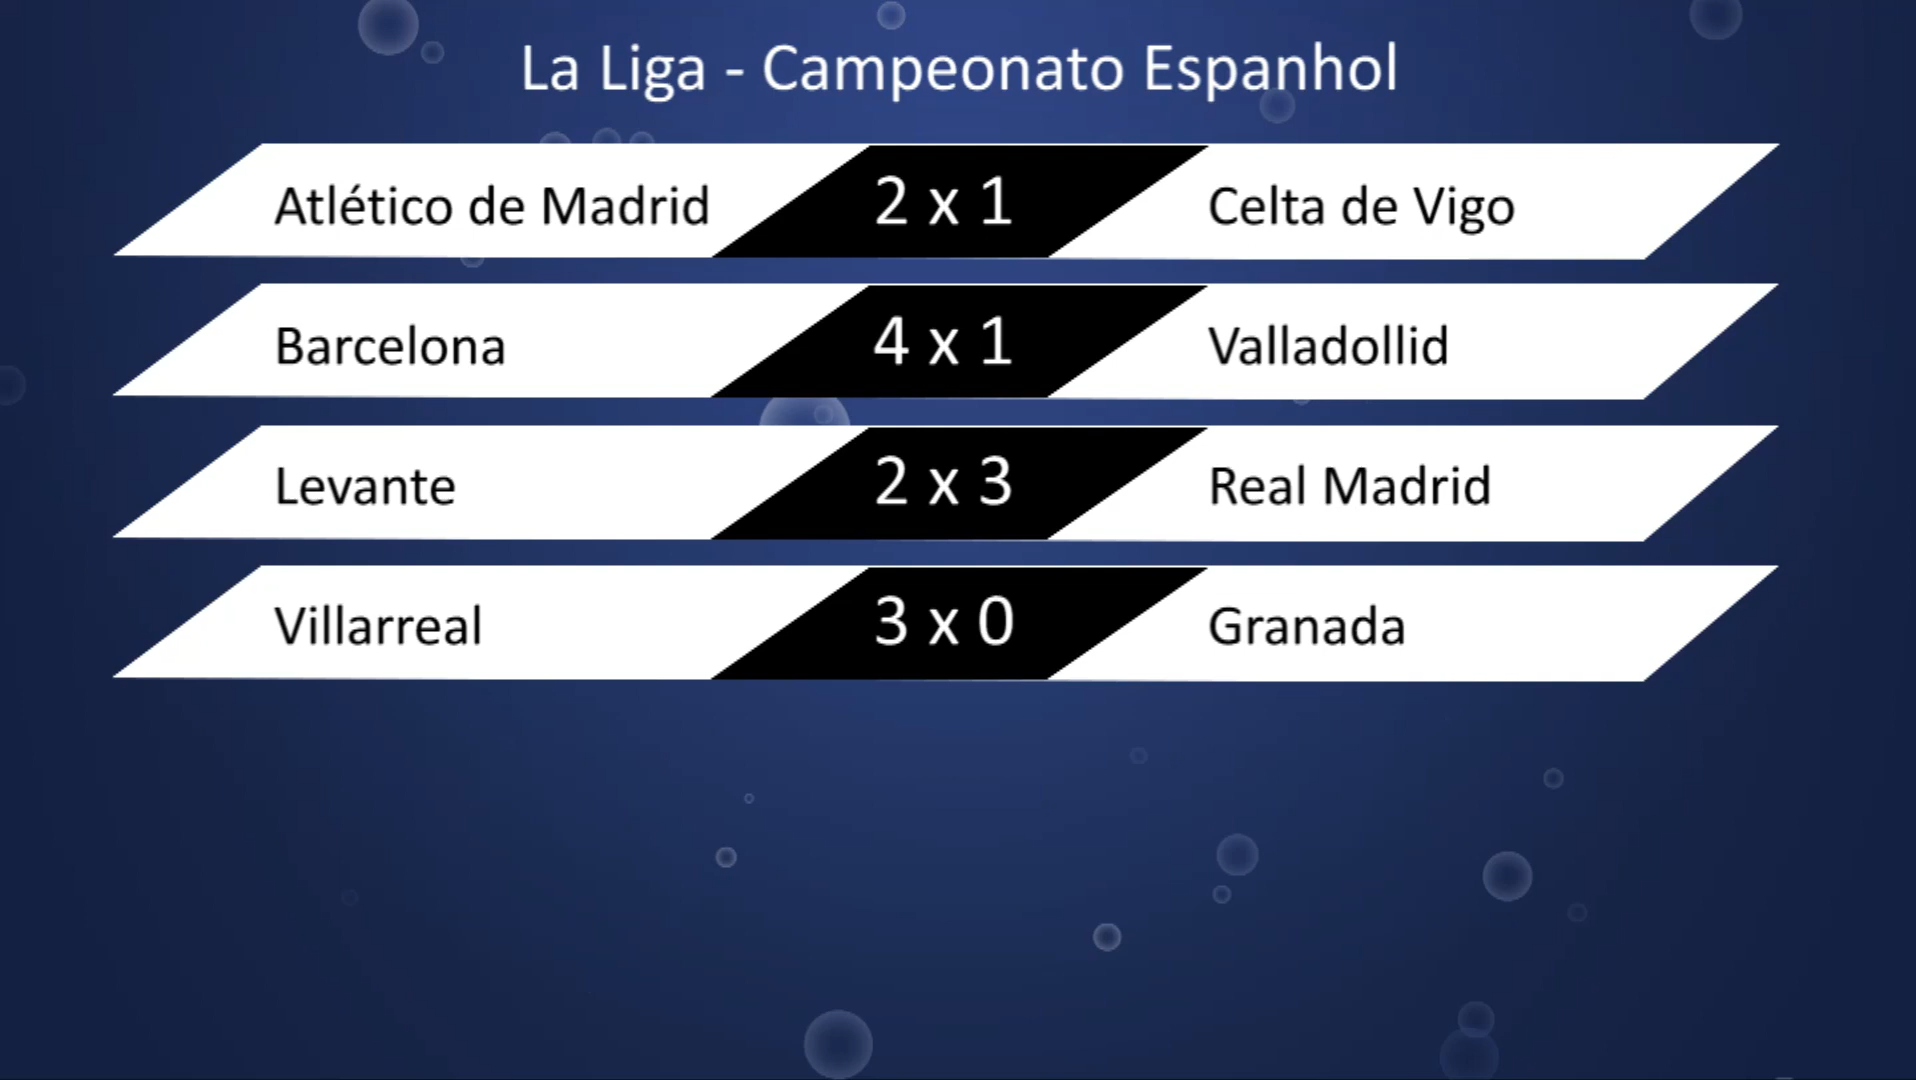 La Liga - Campeonato Espanhol
Atlético de Madrid 2 x 1 Celta de Vigo
Barcelona 4 x 1 Valladollid
Levante 2 x 3 Real Madrid
Villarreal 3 x 0 Granada